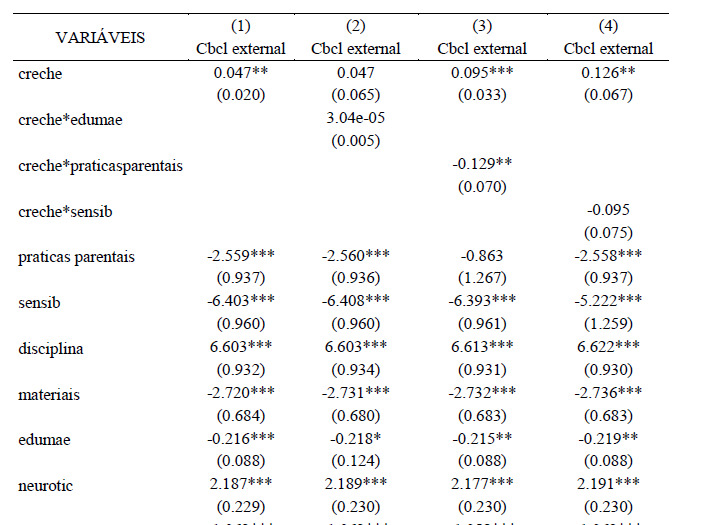 VARIÁVEIS (1) (2) (3) (4)
Cbcl external Cbcl external Cbcl external Cbcl external
creche 0.047** 0.047 0.095*** 0.126**
(0.020) (0.065) (0.033) (0.067)
creche*edumae 3.04e-05
(0.005)
creche*praticasparentais -0.129**
(0.070)
creche*sensib -0.095
(0.075)
praticas parentais -2.559*** -2.560*** -0.863 -2.558***
(0.937) (0.936) (1.267) (0.937)
sensib -6.403*** -6.408*** -6.393*** -5.222***
(0.960) (0.960) (0.961) (1.259)
disciplina 6.603*** 6.603*** 6.613*** 6.622***
(0.932) (0.934) (0.931) (0.930)
materiais -2.720*** -2.731*** -2.732*** -2.736***
(0.684) (0.680) (0.683) (0.683)
edumae -0.216*** -0.218* -0.215** -0.219**
(0.088) (0.124) (0.088) (0.088)
neurotic 2.187*** 2.189*** 2.177*** 2.191***
(0.229) (0.230) (0.230) (0.230)